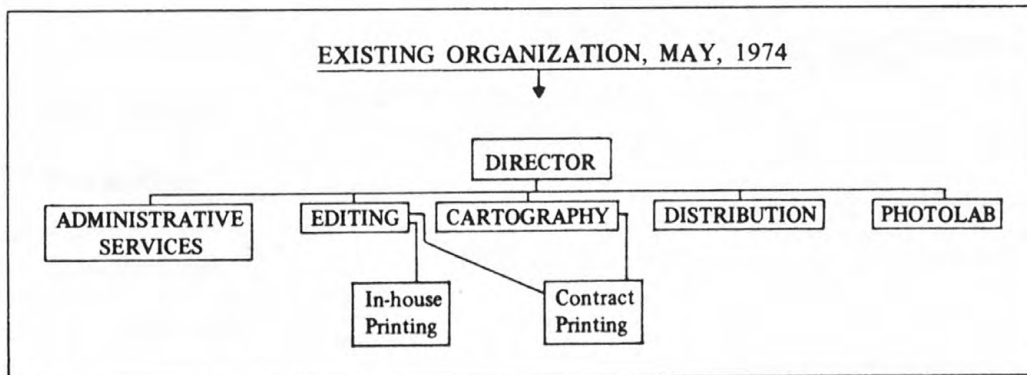 EXISTING ORGANIZATION, MAY, 1974
DIRECTOR
ADMINISTRATIVE
SERVICES
EDITING
CARTOGRAPHY
DISTRIBUTION
PHOTOLAB
In-house
Printing
Contract
Printing